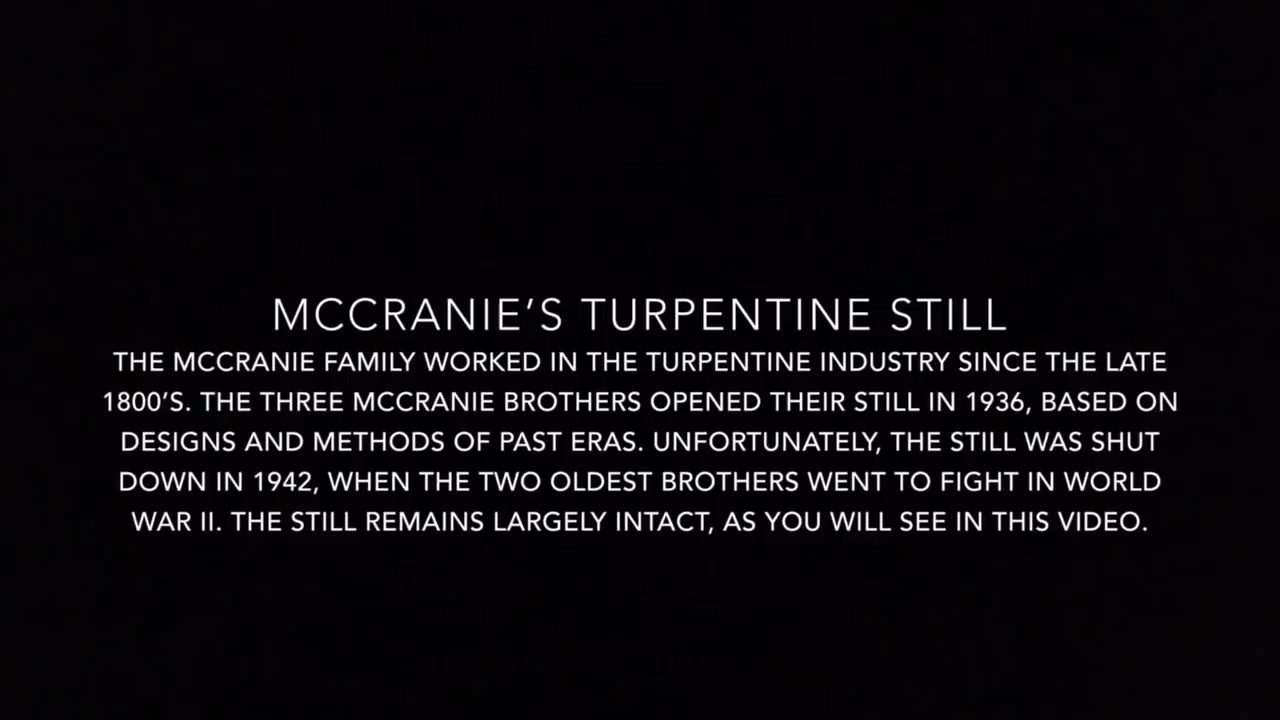 MCCRANIE'S TURPENTINE STILL
THE MCCRANIE FAMILY WORKED IN THE TURPENTINE INDUSTRY SINCE THE LATE
1800'S. THE THREE MCCRANIE BROTHERS OPENED THEIR STILL IN 1936, BASED ON
DESIGNS AND METHODS OF PAST ERAS. UNFORTUNATELY, THE STILL WAS SHUT
DOWN IN 1942, WHEN THE TWO OLDEST BROTHERS WENT TO FIGHT IN WORLD
WAR II. THE STILL REMAINS LARGELY INTACT, AS YOU WILL SEE IN THIS VIDEO.